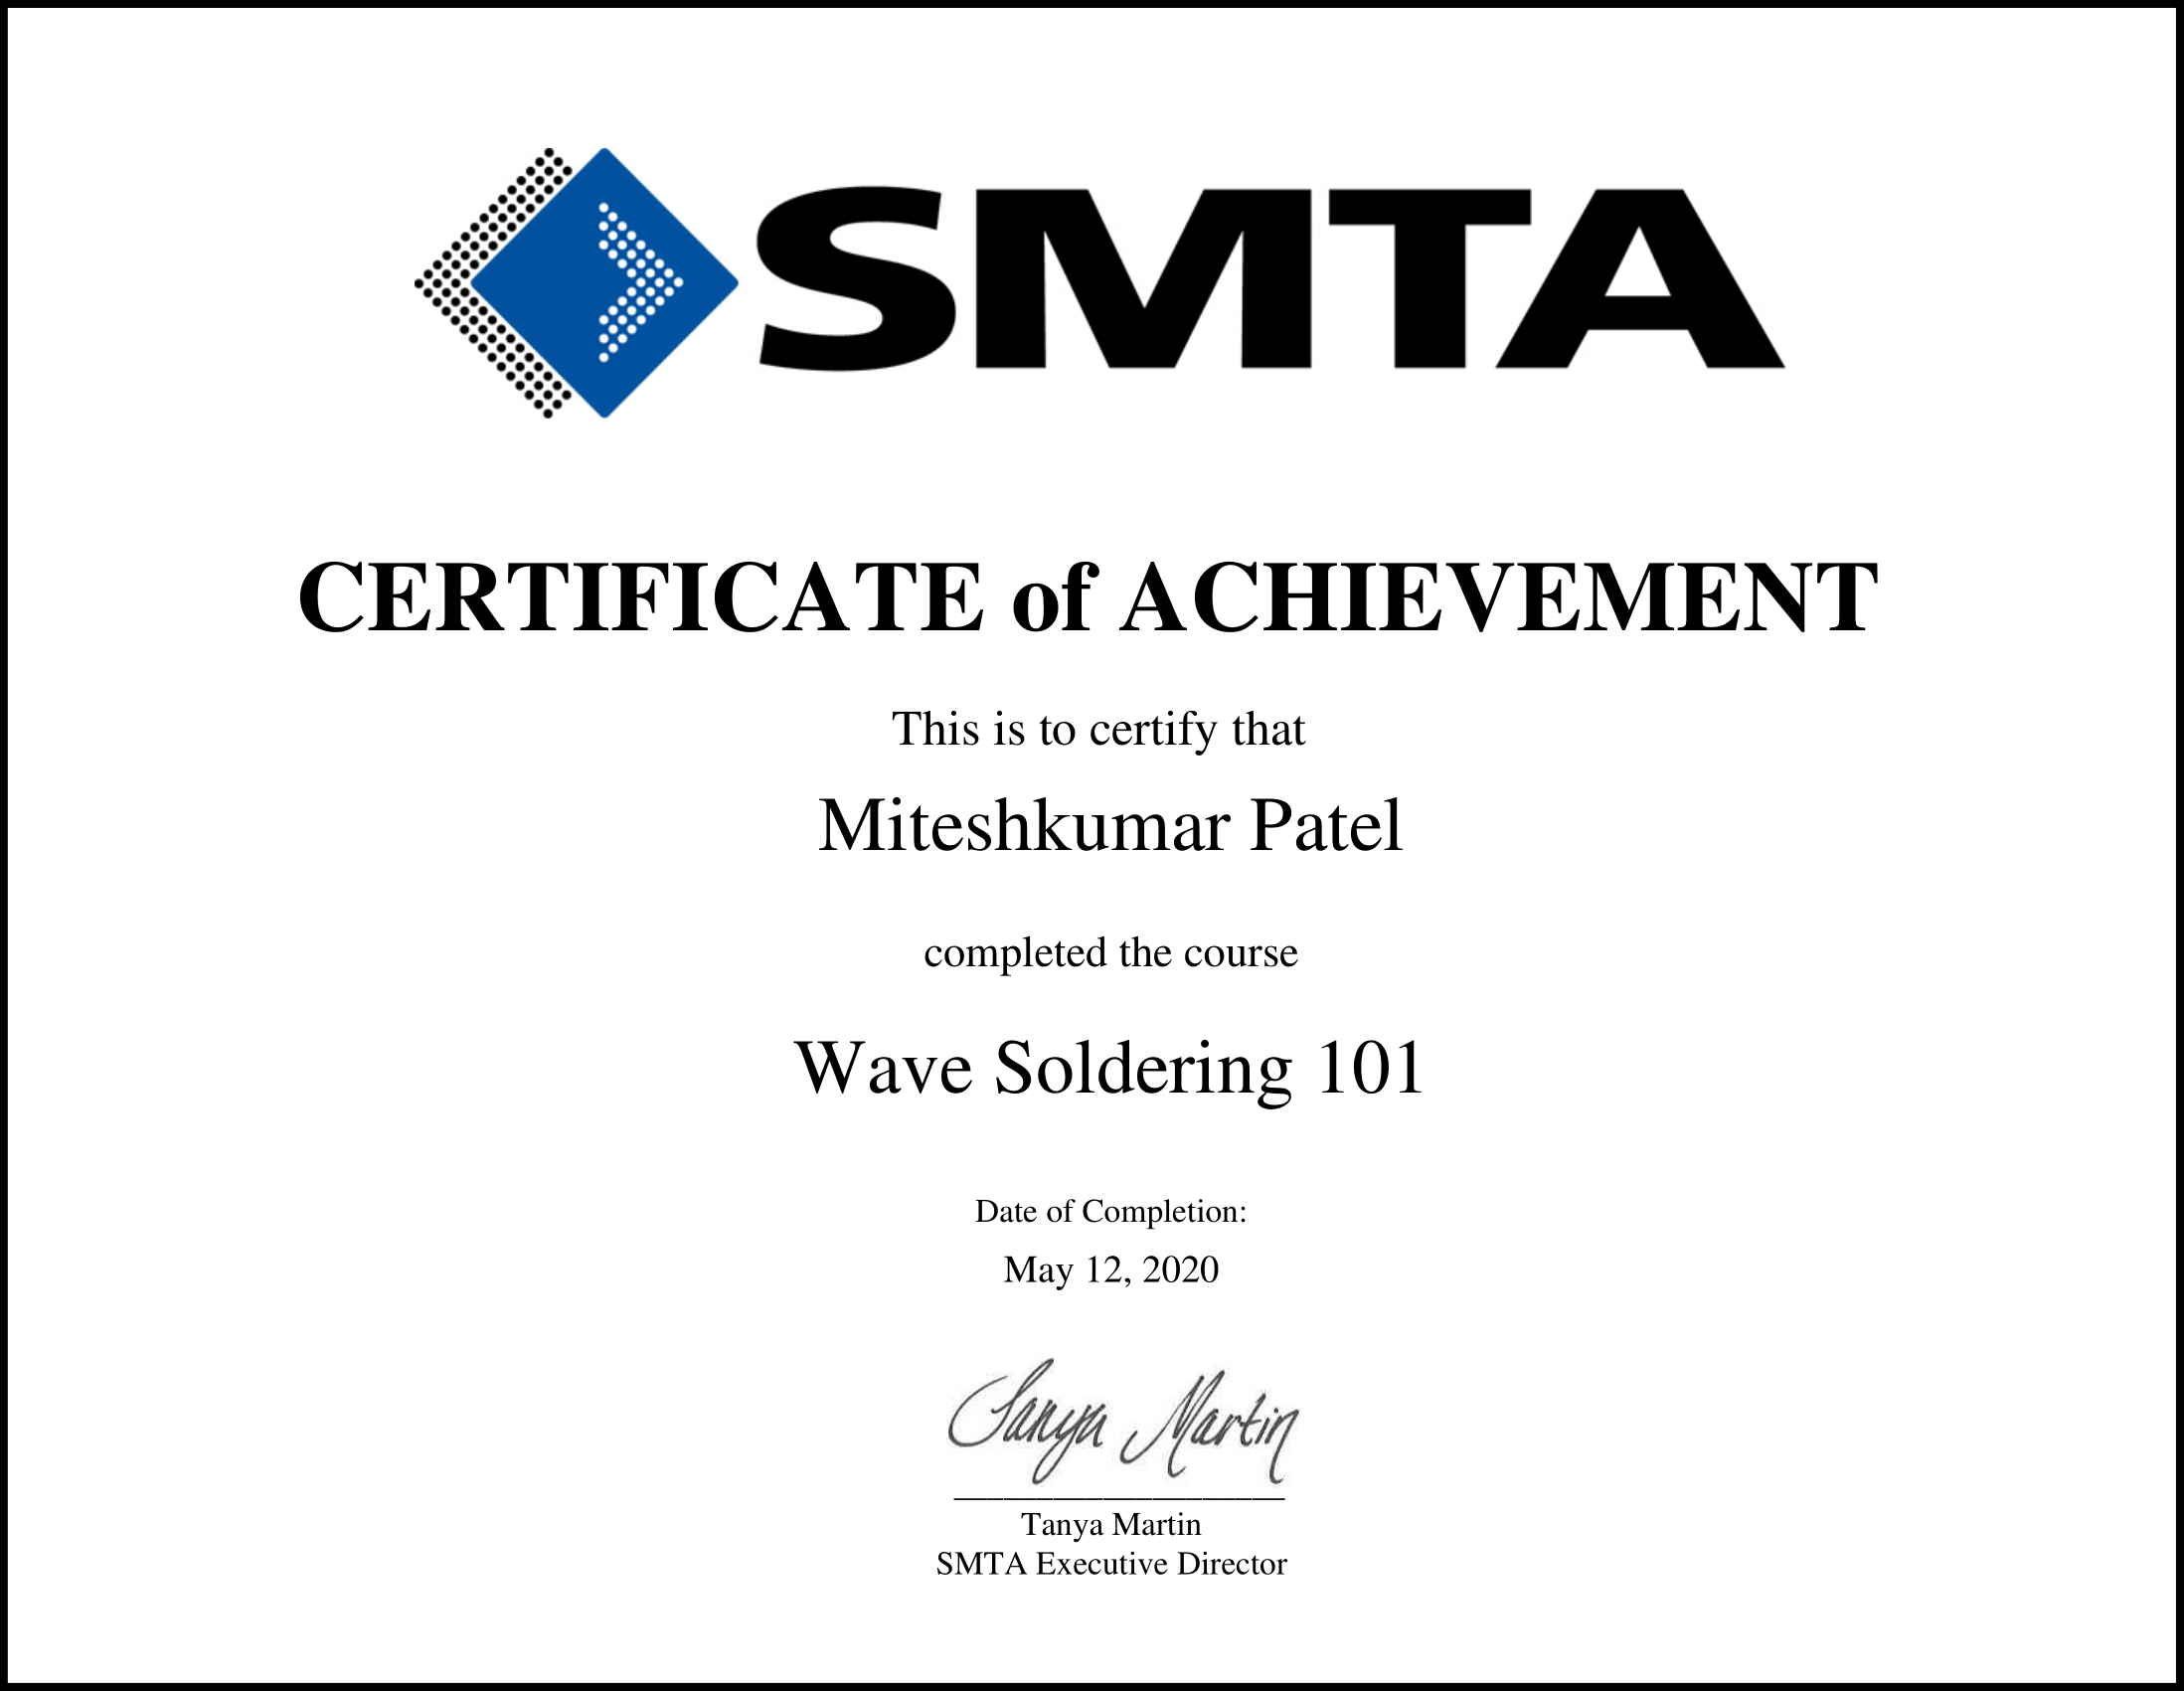 SMTA
CERTIFICATE of ACHIEVEMENT
This is to certify that
Miteshkumar Patel
completed the course
Wave Soldering 101
Date of Completion:
May 12, 2020
Tanya Martin
Tanya Martin
SMTA Executive Director